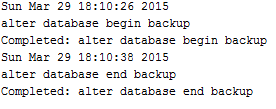 Sun Mar 29 18:10:26 2015
alter database begin backup
Completed: alter database begin backup
Sun Mar 29 18:10:38 2015
alter database end backup
Completed: alter database end backup